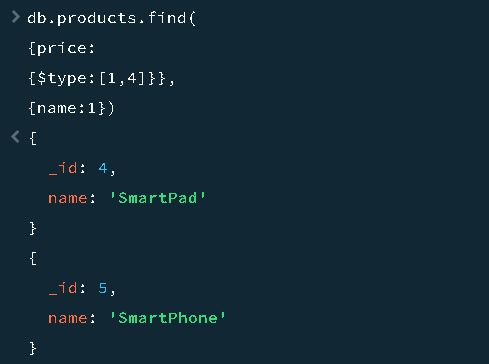 > db.products.find(
{price:
{$type:[1,4]}},
{name:1})
< {
_id: 4,
name: 'SmartPad'
}
{
_id: 5,
name: 'SmartPhone'
}